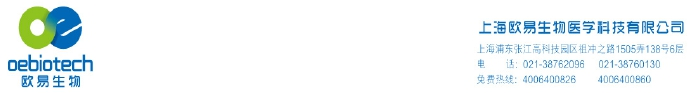 oe
oebiotech
欧易生物
上海欧易生物医学科技有限公司
上海浦东张江高科技园区祖冲之路1505弄138号6层
电 话: 021-38762096 021-38760130
免费热线: 4006400826 4006400860